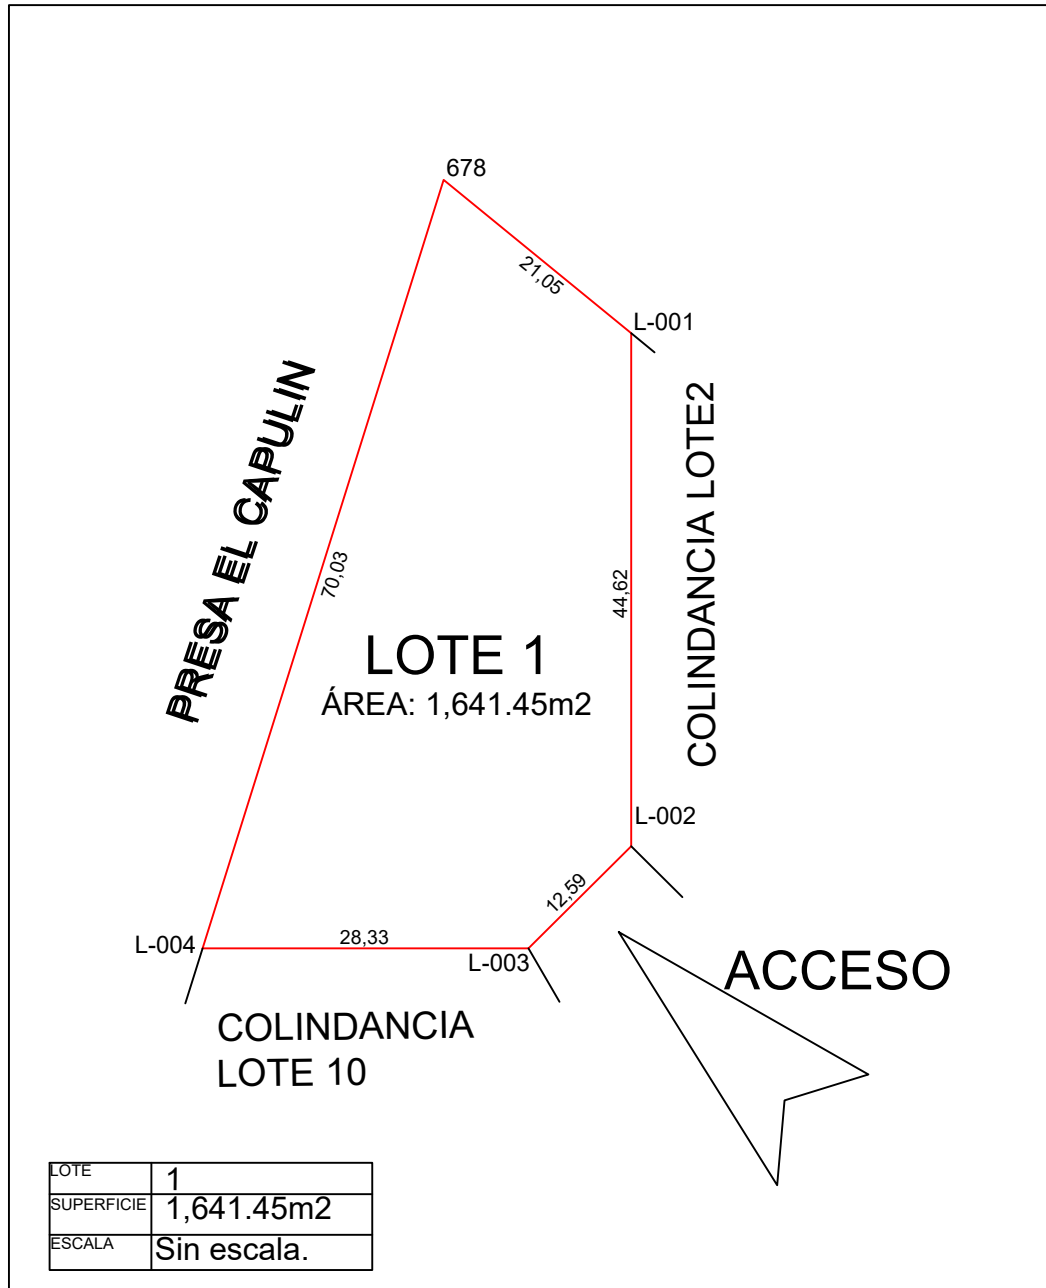 678
21,05
L-001
PRESA EL CAPULIN
70,03
44,62
COLINDANCIA LOTE2
LOTE 1
ÁREA: 1,641.45m2
L-002
12,59
L-004
28,33
L-003
ACCESO
COLINDANCIA
LOTE 10
LOTE 1
SUPERFICIE 1,641.45m2
ESCALA Sin escala.